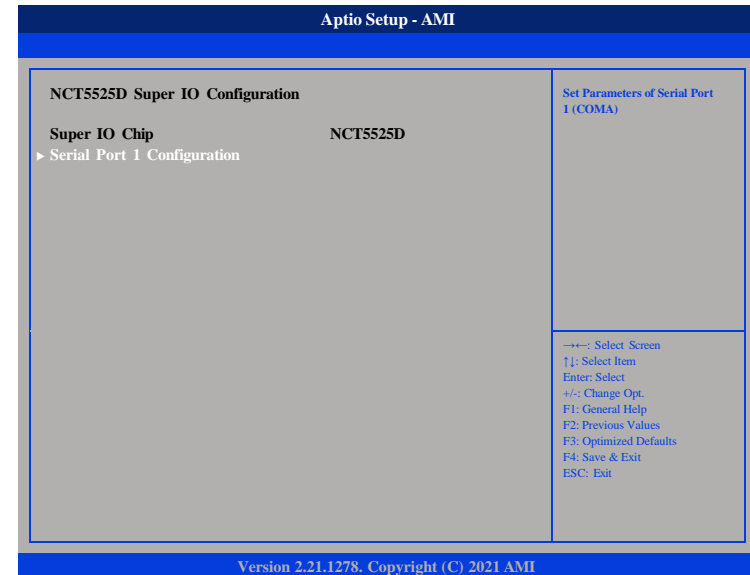 Aptio Setup - AMI
NCT5525D Super IO Configuration
Super IO Chip NCT5525D
► Serial Port 1 Configuration
Set Parameters of Serial Port
1 (COMA)
→←: Select Screen
↑↓: Select Item
Enter: Select
+/-: Change Opt.
F1: General Help
F2: Previous Values
F3: Optimized Defaults
F4: Save & Exit
ESC: Exit
Version 2.21.1278. Copyright (C) 2021 AMI